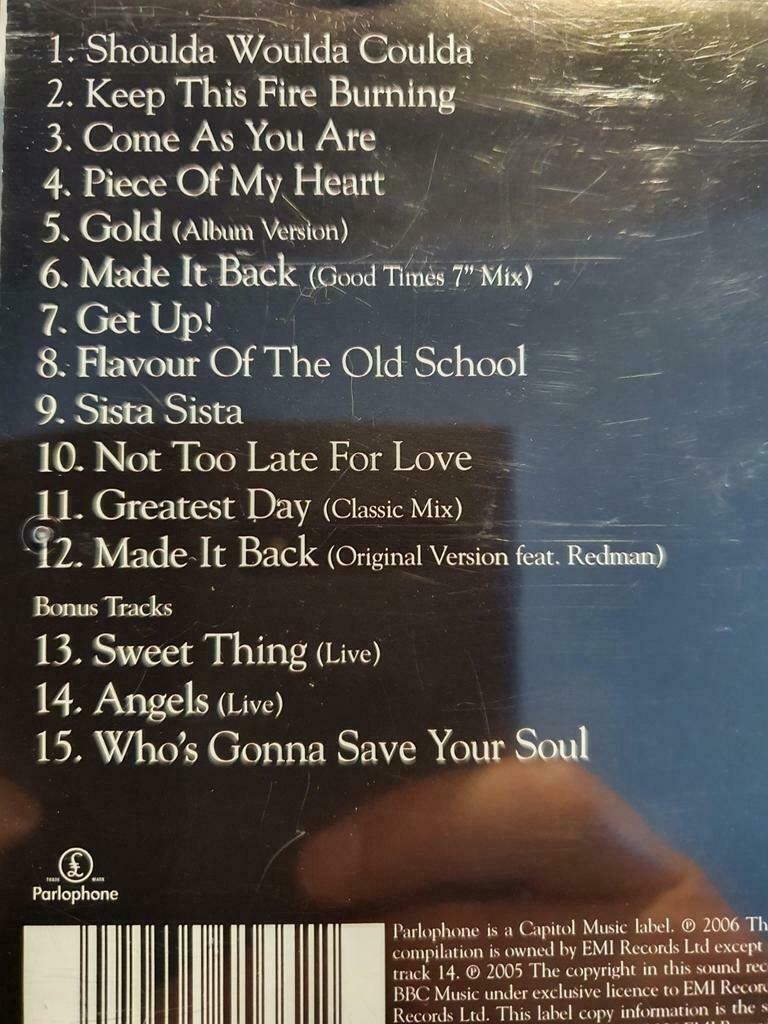 1. Shoulda Woulda Coulda
2. Keep This Fire Burning
3. Come As You Are
4. Piece Of My Heart
5. Gold (Album Version)
6. Made It Back (Good Times 7” Mix)
7. Get Up!
8. Flavour Of The Old School
9. Sista Sista
10. Not Too Late For Love
11. Greatest Day (Classic Mix)
12. Made It Back (Original Version feat. Redman)
Bonus Tracks
13. Sweet Thing (Live)
14. Angels (Live)
15. Who's Gonna Save Your Soul
£
TRADE MARK
Parlophone
Parlophone is a Capitol Music label. ℗ 2006 Th
compilation is owned by EMI Records Ltd except
track 14. ℗ 2005 The copyright in this sound rec
BBC Music under exclusive licence to EMI Recor
Records Ltd. This label copy information is the s